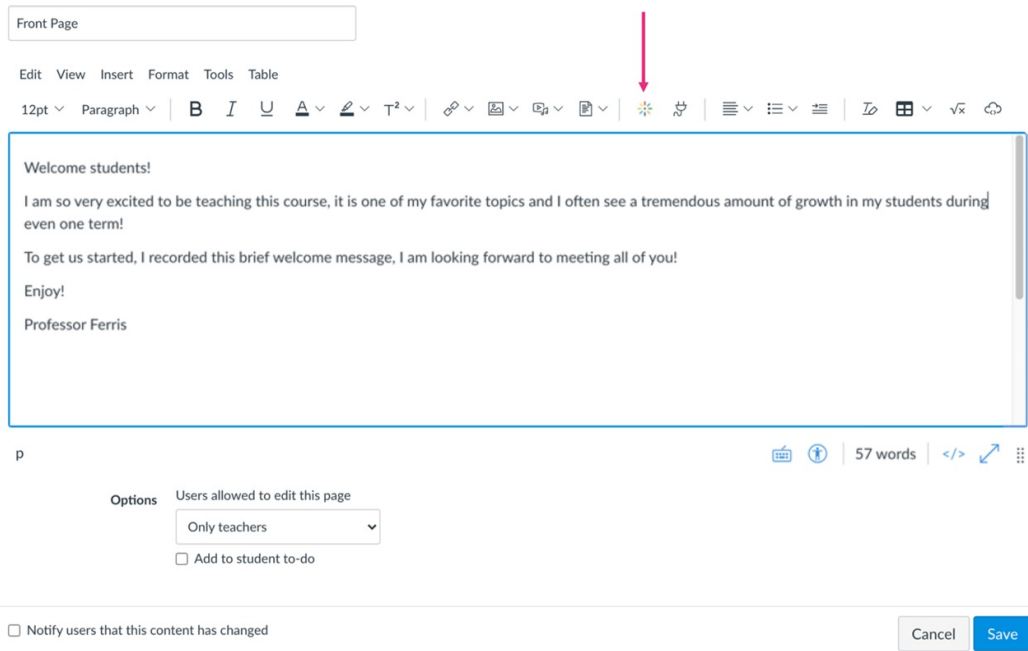 Front Page
Edit View Insert Format Tools Table
12pt Paragraph B I U A T² √x
Welcome students!
I am so very excited to be teaching this course, it is one of my favorite topics and I often see a tremendous amount of growth in my students during
even one term!
To get us started, I recorded this brief welcome message, I am looking forward to meeting all of you!
Enjoy!
Professor Ferris
p 57 words </>
Options Users allowed to edit this page
Only teachers
Add to student to-do
Notify users that this content has changed Cancel Save